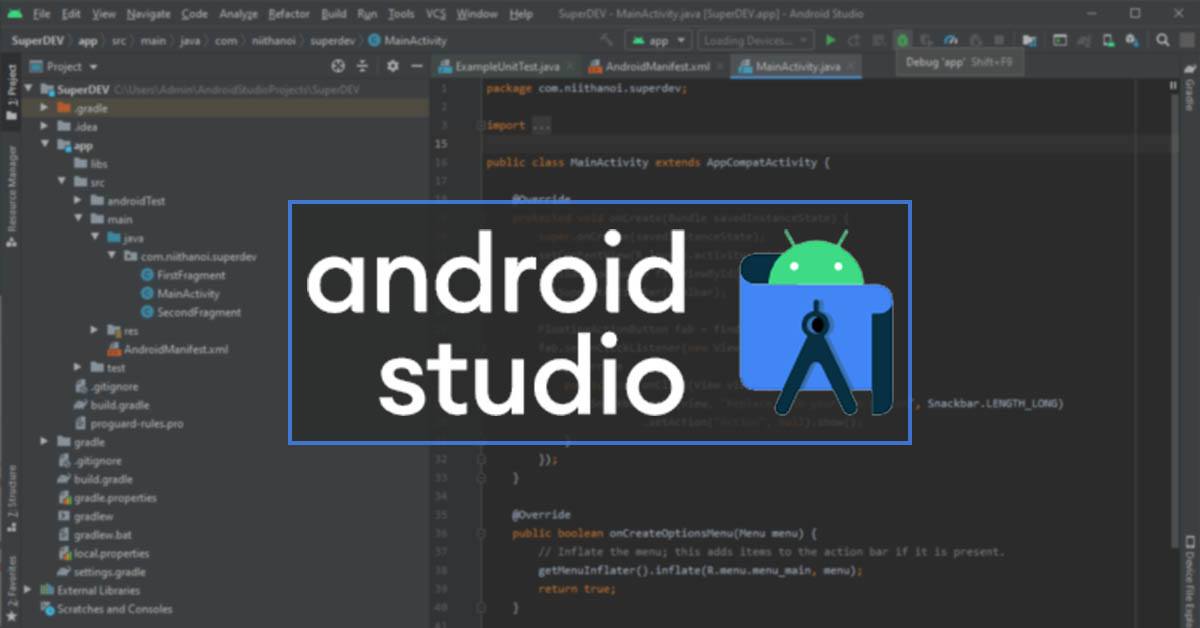 File Edit View Navigate Code Analyze Refactor Build Run Tools VCS Window Help SuperDEV - MainActivity.java [SuperDEV.app] - Android Studio
SuperDEV app src main java com niithanoi superdev MainActivity app Loading Devices...
Project ExampleUnitTest.java AndroidManifest.xml MainActivity.java Debug 'app' Shift+F9
1: Project
Resource Manager
Z: Structure
2: Favorites
SuperDEV C:\Users\Admin\AndroidStudioProjects\SuperDEV
.gradle
.idea
app
libs
src
androidTest
main
java
com.niithanoi.superdev
FirstFragment
MainActivity
SecondFragment
res
AndroidManifest.xml
test
.gitignore
build.gradle
proguard-rules.pro
gradle
.gitignore
build.gradle
gradle.properties
gradlew
gradlew.bat
local.properties
settings.gradle
External Libraries
Scratches and Consoles
1 package com.niithanoi.superdev;
2
3 import ...
15
16 public class MainActivity extends AppCompatActivity {
17
18 @Override
protected void onCreate(Bundle savedInstanceState) {
android
studio
, Snackbar.LENGTH_LONG)
32 });
33 }
34
35 @Override
36 public boolean onCreateOptionsMenu(Menu menu) {
37 // Inflate the menu; this adds items to the action bar if it is present.
38 getMenuInflater().inflate(R.menu.menu_main, menu);
39 return true;
40 }
41
Gradle
Device File Explo